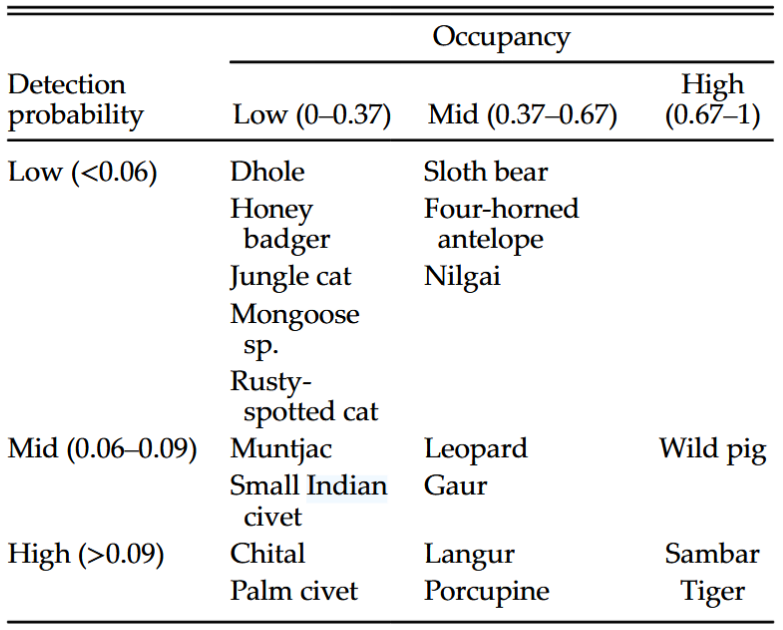 Occupancy
Detection probability Low (0–0.37) Mid (0.37–0.67) High (0.67–1)
Low (<0.06) Dhole Sloth bear
Honey badger Four-horned antelope
Jungle cat Nilgai
Mongoose sp.
Rusty-spotted cat
Mid (0.06–0.09) Muntjac Leopard Wild pig
Small Indian civet Gaur
High (>0.09) Chital Langur Sambar
Palm civet Porcupine Tiger